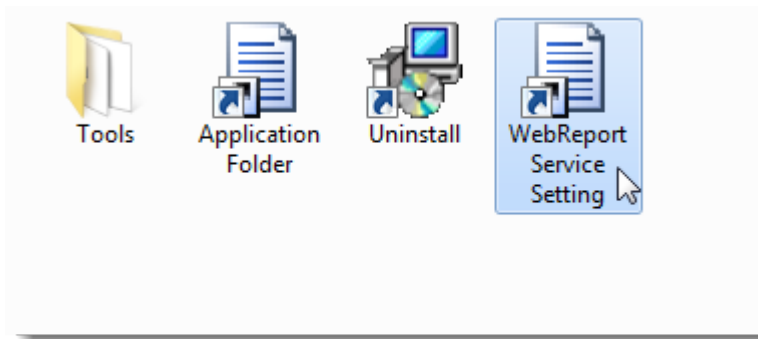 Tools
Application
Folder
Uninstall
WebReport
Service
Setting